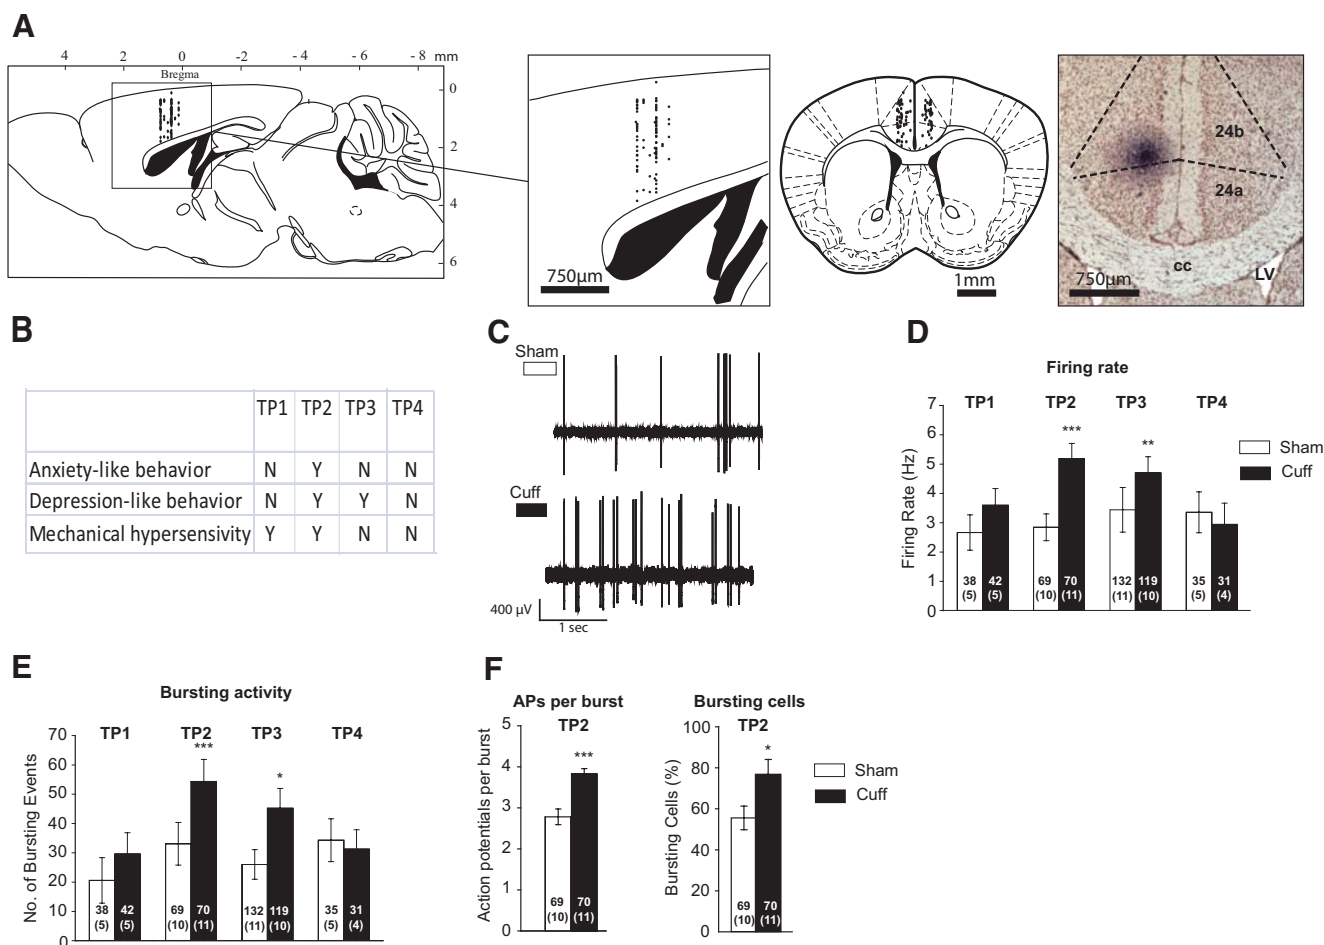 A
4 2 0 -2 -4 -6 -8 mm
Bregma
0
2
4
6
750µm
1mm
24b
24a
cc
LV
750µm
B
TP1 TP2 TP3 TP4
Anxiety-like behavior N Y N N
Depression-like behavior N Y Y N
Mechanical hypersensivity Y Y N N
C
Sham
Cuff
400 µV
1 sec
D
Firing rate
TP1 TP2 TP3 TP4
*** **
Firing Rate (Hz)
7
6
5
4
3
2
1
0
38 42 69 70 132 119 35 31
(5) (5) (10) (11) (11) (10) (5) (4)
Sham
Cuff
E
Bursting activity
TP1 TP2 TP3 TP4
*** *
No. of Bursting Events
70
60
50
40
30
20
10
0
38 42 69 70 132 119 35 31
(5) (5) (10) (11) (11) (10) (5) (4)
F
APs per burst
TP2
***
Action potentials per burst
5
4
3
2
1
0
69 70
(10) (11)
Bursting cells
TP2
*
Bursting Cells (%)
100
80
60
40
20
0
69 70
(10) (11)
Sham
Cuff